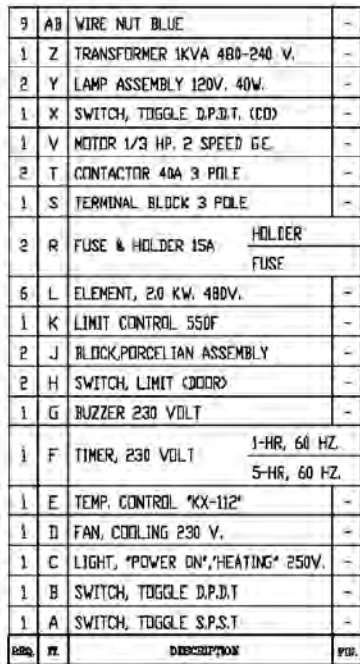 9 AB WIRE NUT BLUE -
1 Z TRANSFORMER 1KVA 480-240 V. -
2 Y LAMP ASSEMBLY 120V. 40W. -
1 X SWITCH, TOGGLE D.P.D.T. (CO) -
1 V MOTOR 1/3 HP. 2 SPEED G.E. -
2 T CONTACTOR 40A 3 POLE -
1 S TERMINAL BLOCK 3 POLE -
2 R FUSE & HOLDER 15A HOLDER
FUSE
6 L ELEMENT, 2.0 KW. 480V. -
1 K LIMIT CONTROL 550F -
2 J BLOCK,PORCELIAN ASSEMBLY -
2 H SWITCH, LIMIT (DOOR) -
1 G BUZZER 230 VOLT -
1 F TIMER, 230 VOLT 1-HR, 60 HZ.
5-HR, 60 HZ.
1 E TEMP. CONTROL "KX-112" -
1 D FAN, COOLING 230 V. -
1 C LIGHT, "POWER ON","HEATING" 250V. -
1 B SWITCH, TOGGLE D.P.D.T -
1 A SWITCH, TOGGLE S.P.S.T -
REQ. IT. DESCRIPTION